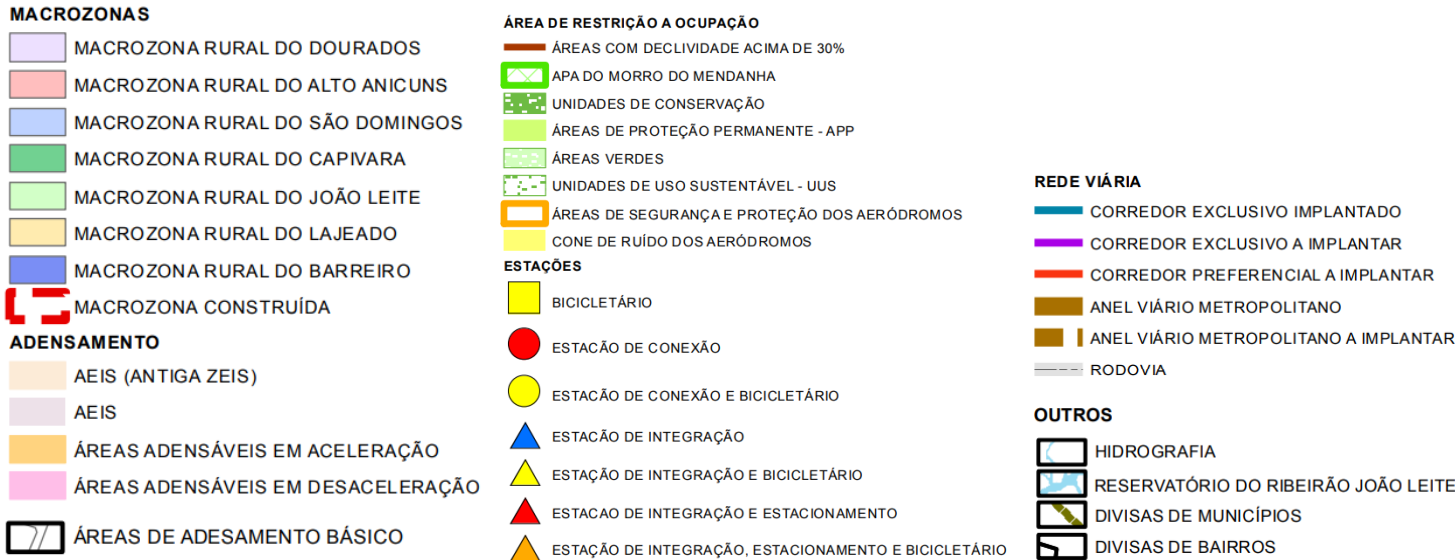 MACROZONAS
MACROZONA RURAL DO DOURADOS
MACROZONA RURAL DO ALTO ANICUNS
MACROZONA RURAL DO SÃO DOMINGOS
MACROZONA RURAL DO CAPIVARA
MACROZONA RURAL DO JOÃO LEITE
MACROZONA RURAL DO LAJEADO
MACROZONA RURAL DO BARREIRO
MACROZONA CONSTRUÍDA
ADENSAMENTO
AEIS (ANTIGA ZEIS)
AEIS
ÁREAS ADENSÁVEIS EM ACELERAÇÃO
ÁREAS ADENSÁVEIS EM DESACELERAÇÃO
ÁREAS DE ADESAMENTO BÁSICO
ÁREA DE RESTRIÇÃO A OCUPAÇÃO
ÁREAS COM DECLIVIDADE ACIMA DE 30%
APA DO MORRO DO MENDANHA
UNIDADES DE CONSERVAÇÃO
ÁREAS DE PROTEÇÃO PERMANENTE - APP
ÁREAS VERDES
UNIDADES DE USO SUSTENTÁVEL - UUS
ÁREAS DE SEGURANÇA E PROTEÇÃO DOS AERÓDROMOS
CONE DE RUÍDO DOS AERÓDROMOS
ESTAÇÕES
BICICLETÁRIO
ESTACÃO DE CONEXÃO
ESTACÃO DE CONEXÃO E BICICLETÁRIO
ESTACÃO DE INTEGRAÇÃO
ESTAÇÃO DE INTEGRAÇÃO E BICICLETÁRIO
ESTACAO DE INTEGRAÇÃO E ESTACIONAMENTO
ESTAÇÃO DE INTEGRAÇÃO, ESTACIONAMENTO E BICICLETÁRIO
REDE VIÁRIA
CORREDOR EXCLUSIVO IMPLANTADO
CORREDOR EXCLUSIVO A IMPLANTAR
CORREDOR PREFERENCIAL A IMPLANTAR
ANEL VIÁRIO METROPOLITANO
ANEL VIÁRIO METROPOLITANO A IMPLANTAR
RODOVIA
OUTROS
HIDROGRAFIA
RESERVATÓRIO DO RIBEIRÃO JOÃO LEITE
DIVISAS DE MUNICÍPIOS
DIVISAS DE BAIRROS